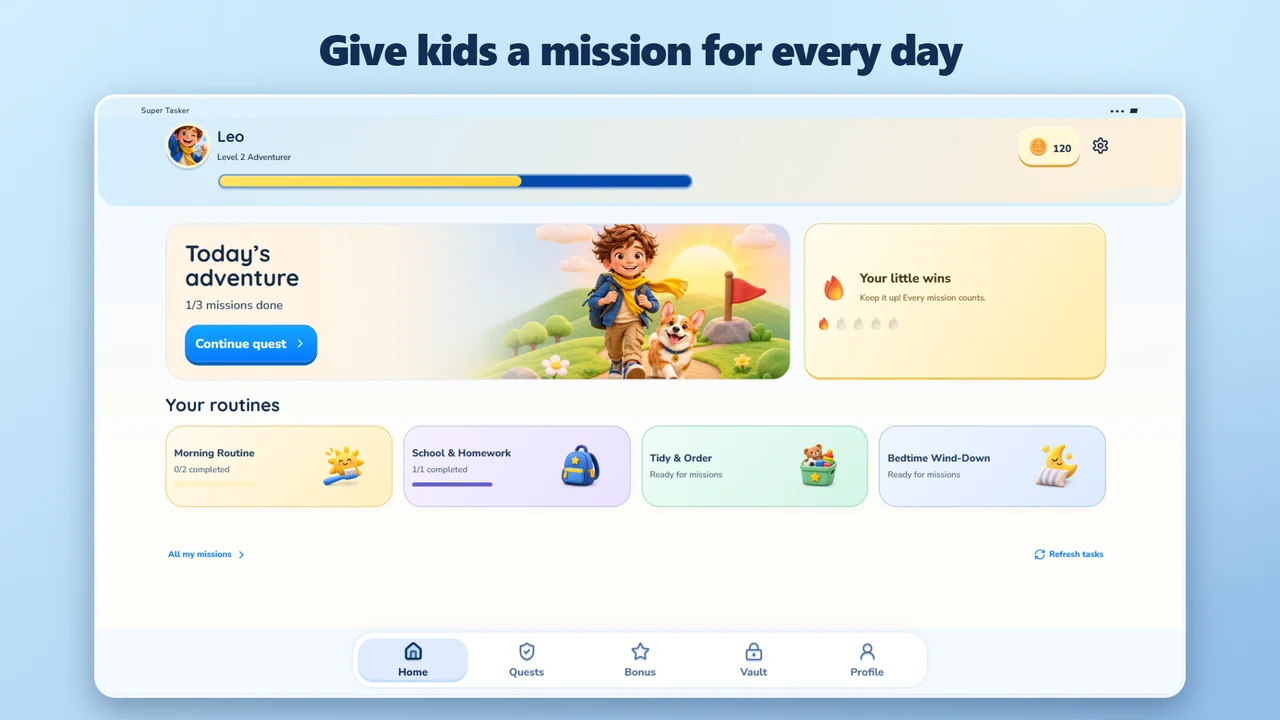 Give kids a mission for every day
Super Tasker
Leo
Level 2 Adventurer
120
Today's
adventure
1/3 missions done
Continue quest
Your little wins
Keep it up! Every mission counts.
Your routines
Morning Routine
0/2 completed
School & Homework
1/1 completed
Tidy & Order
Ready for missions
Bedtime Wind-Down
Ready for missions
All my missions
Refresh tasks
Home
Quests
Bonus
Vault
Profile